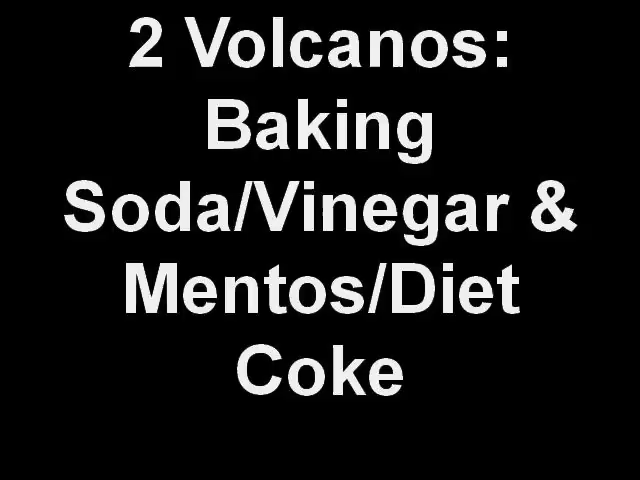 2 Volcanos:
Baking
Soda/Vinegar &
Mentos/Diet
Coke